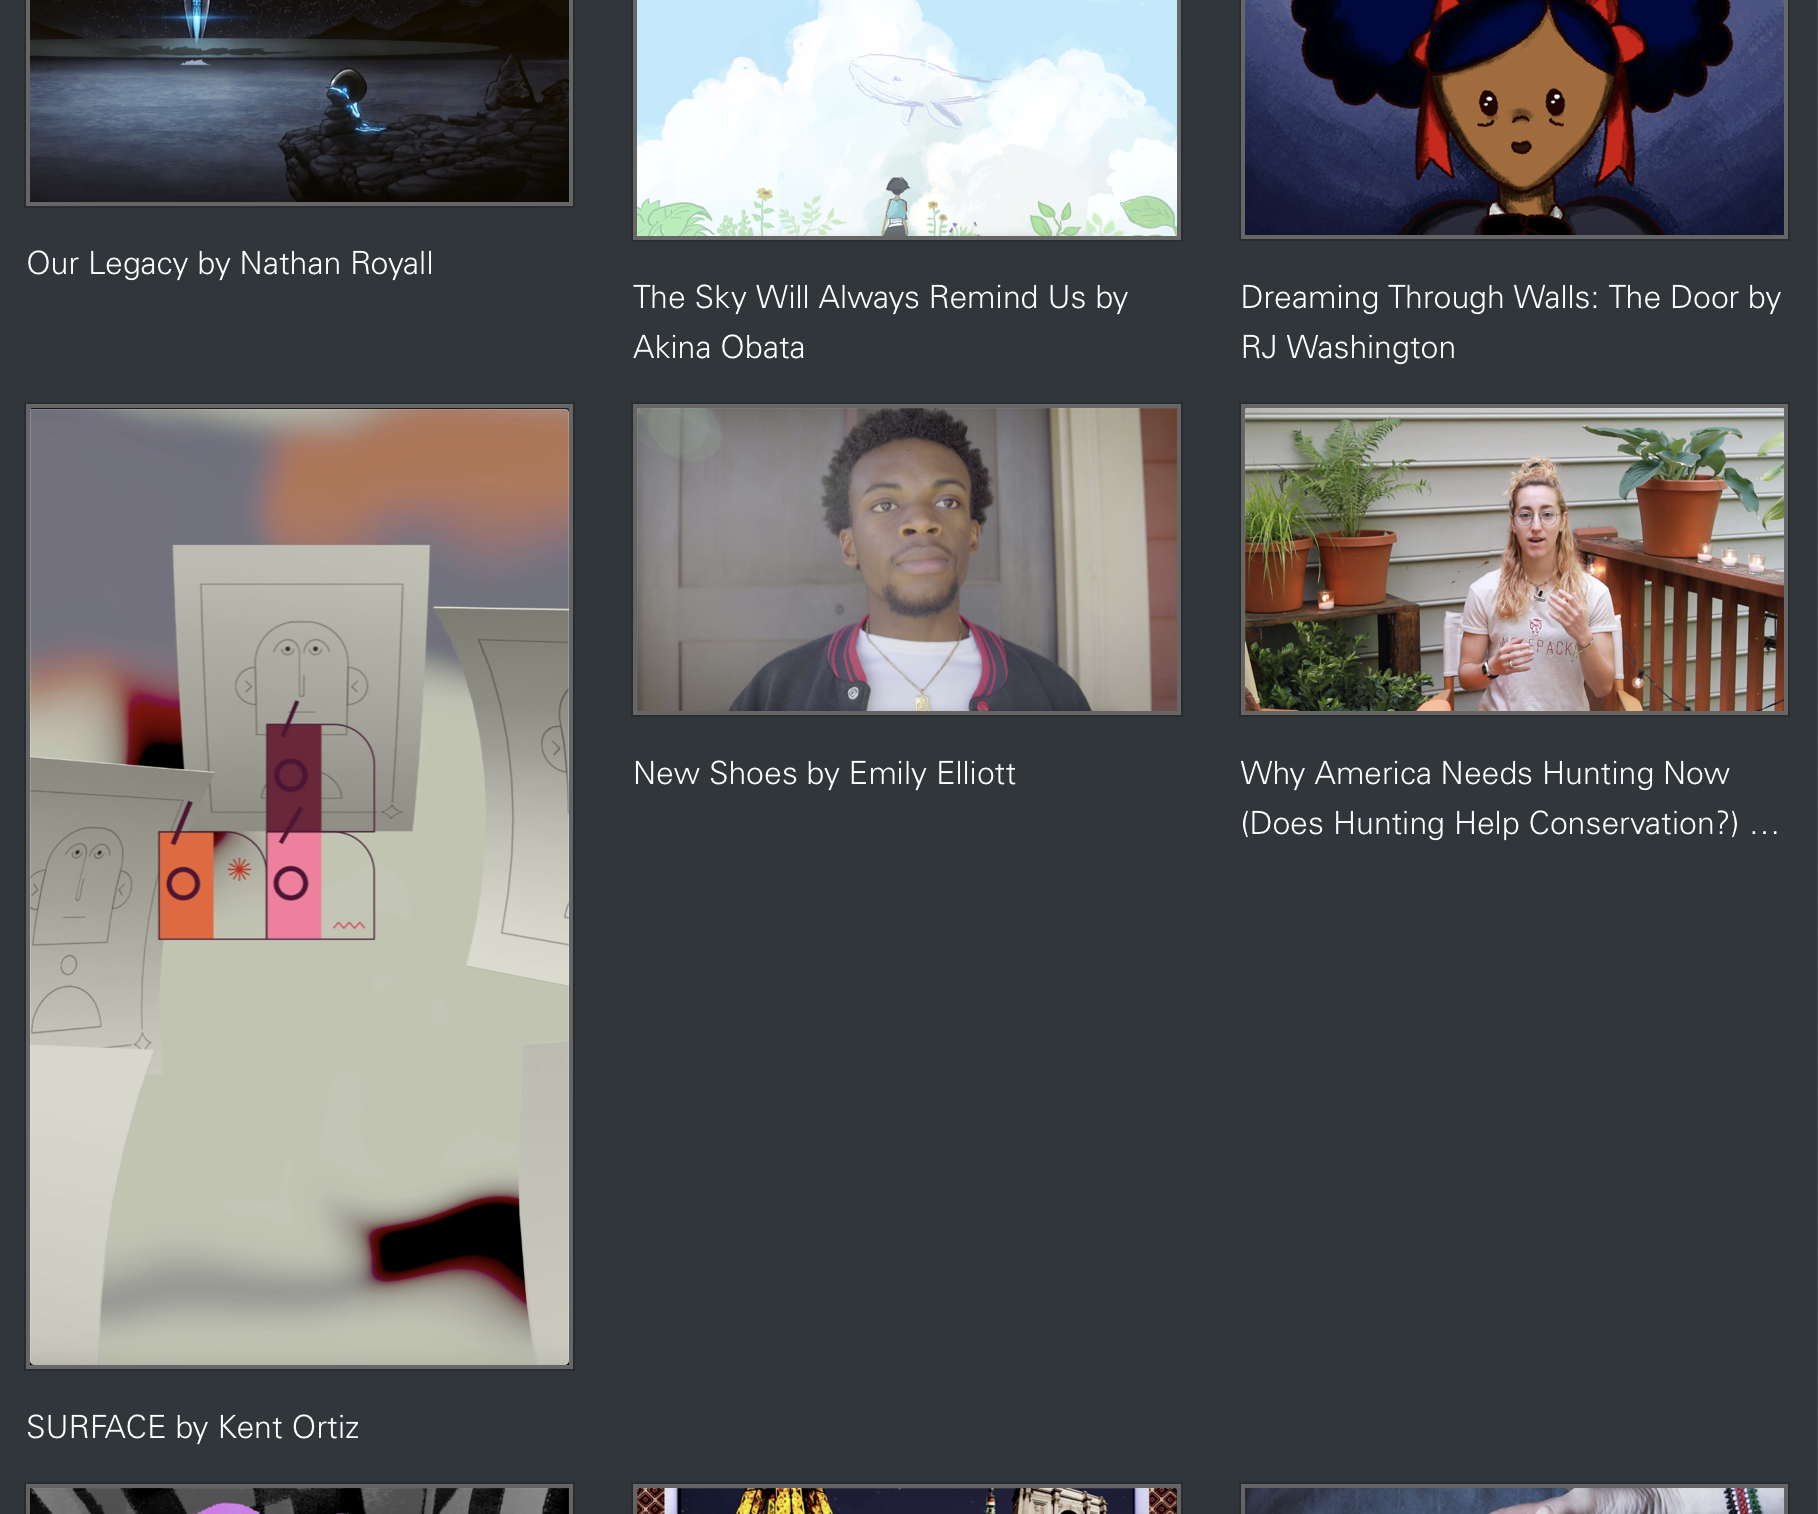 Our Legacy by Nathan Royall
The Sky Will Always Remind Us by
Akina Obata
Dreaming Through Walls: The Door by
RJ Washington
New Shoes by Emily Elliott
Why America Needs Hunting Now
(Does Hunting Help Conservation?) …
SURFACE by Kent Ortiz